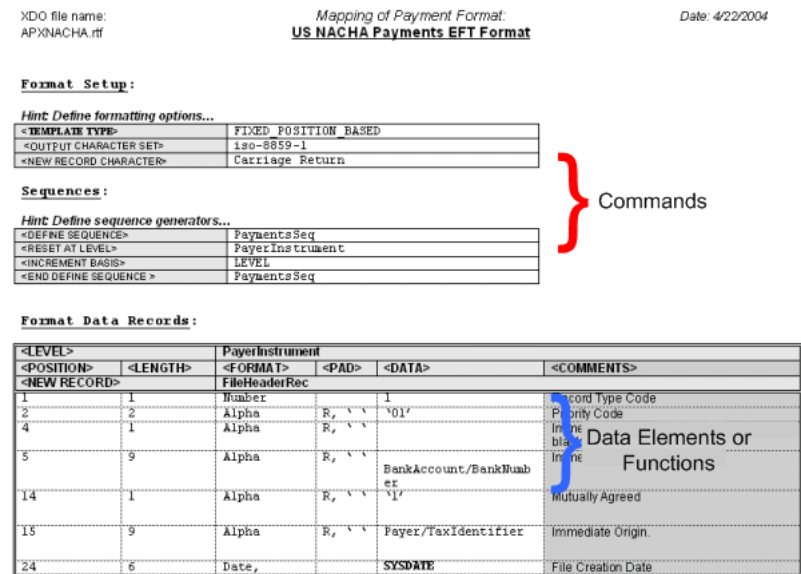 XDO file name: Mapping of Payment Format: Date: 4/22/2004
APXNACHA.rtf US NACHA Payments EFT Format
Format Setup:
Hint: Define formatting options...
<TEMPLATE TYPE> FIXED_POSITION_BASED
<OUTPUT CHARACTER SET> iso-8859-1
<NEW RECORD CHARACTER> Carriage Return
Commands
Sequences:
Hint: Define sequence generators...
<DEFINE SEQUENCE> PaymentsSeq
<RESET AT LEVEL> PayerInstrument
<INCREMENT BASIS> LEVEL
<END DEFINE SEQUENCE > PaymentsSeq
Format Data Records:
<LEVEL> PayerInstrument
<POSITION> <LENGTH> <FORMAT> <PAD> <DATA> <COMMENTS>
<NEW RECORD> FileHeaderRec
1 1 Number 1 Record Type Code
2 2 Alpha R, ` ` `01' Priority Code
4 1 Alpha R, ` `
5 9 Alpha R, ` ` BankAccount/BankNumb
er
Data Elements or
Functions
14 1 Alpha R, ` ` `1' Mutually Agreed
15 9 Alpha R, ` ` Payer/TaxIdentifier Immediate Origin.
24 6 Date, SYSDATE File Creation Date